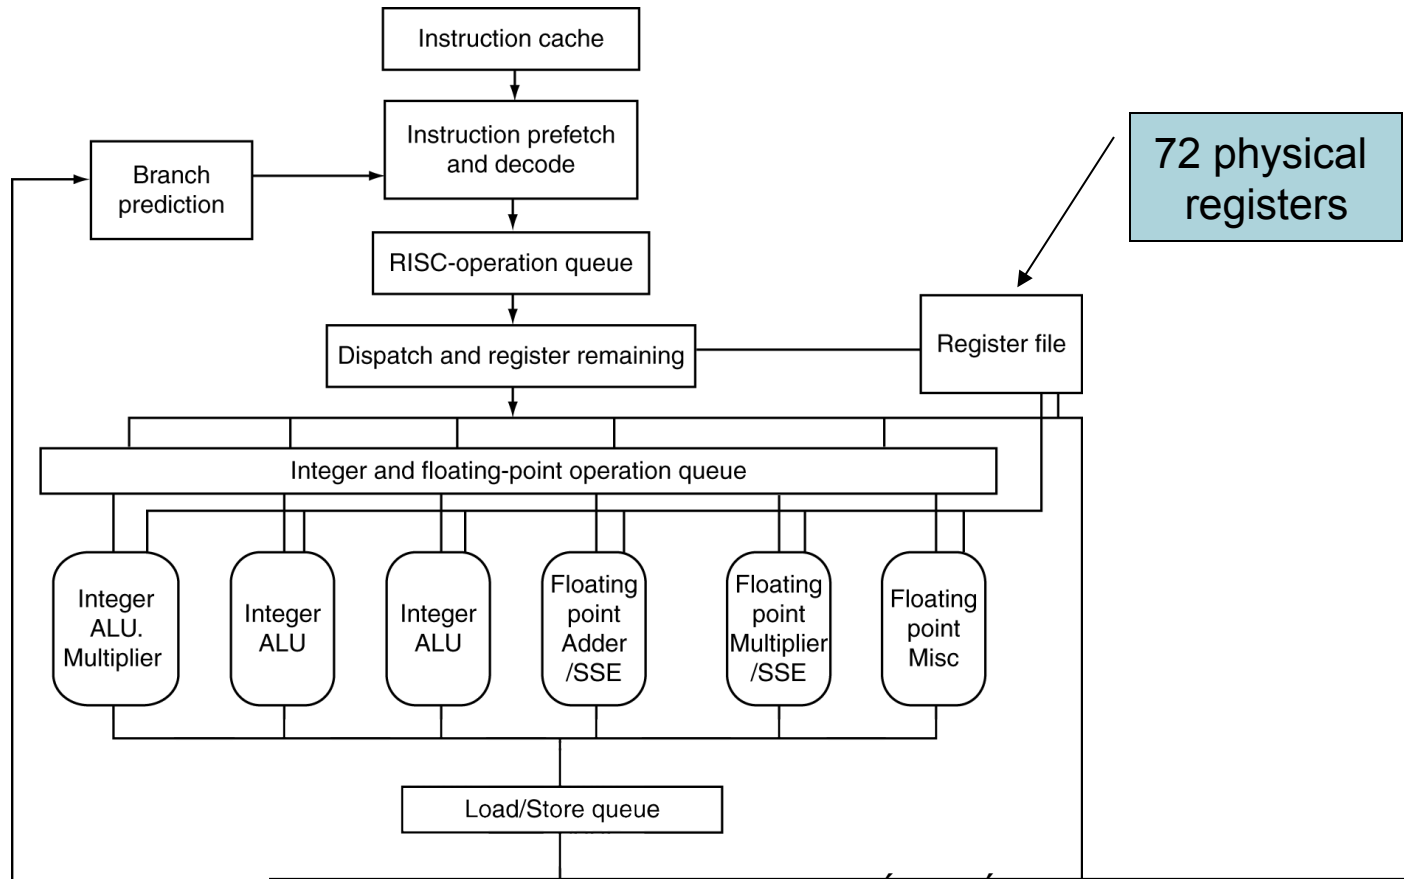 Instruction cache
Instruction prefetch
and decode
72 physical
registers
Branch
prediction
RISC-operation queue
Dispatch and register remaining
Register file
Integer and floating-point operation queue
Integer
ALU.
Multiplier
Integer
ALU
Integer
ALU
Floating
point
Adder
/SSE
Floating
point
Multiplier
/SSE
Floating
point
Misc
Load/Store queue